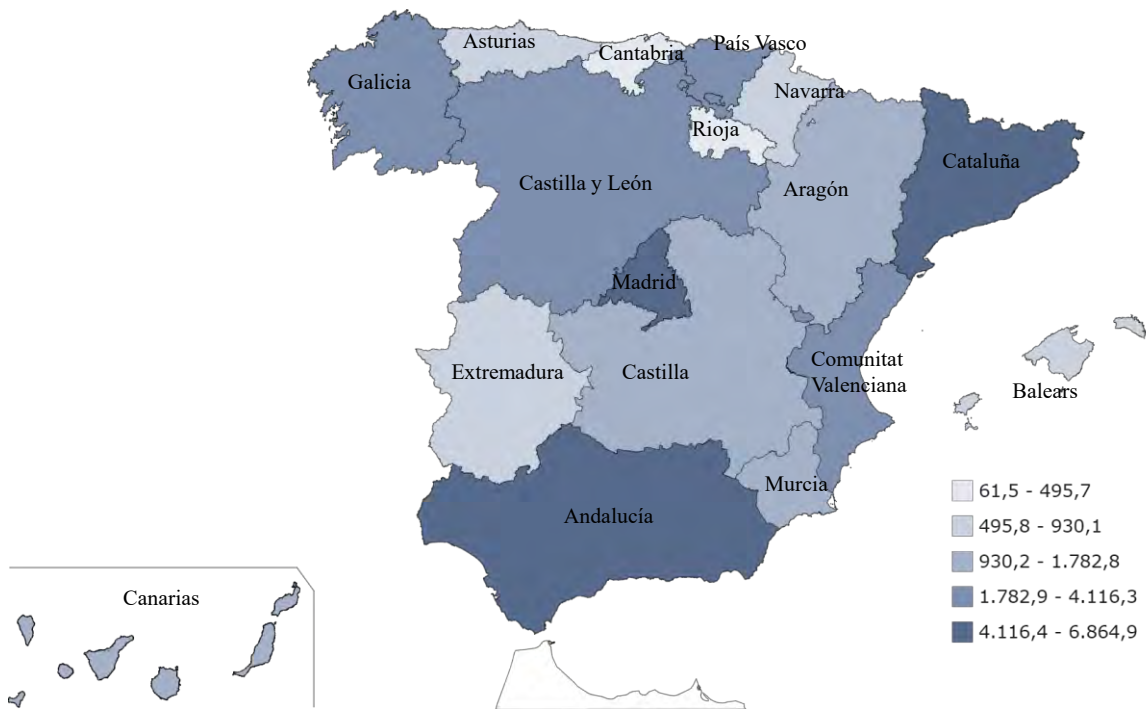 Asturias
Cantabria
País Vasco
Galicia
Navarra
Rioja
Cataluña
Castilla y León
Aragón
Madrid
Extremadura
Castilla
Comunitat
Valenciana
Balears
Murcia
Andalucía
Canarias
61,5 - 495,7
495,8 - 930,1
930,2 - 1.782,8
1.782,9 - 4.116,3
4.116,4 - 6.864,9